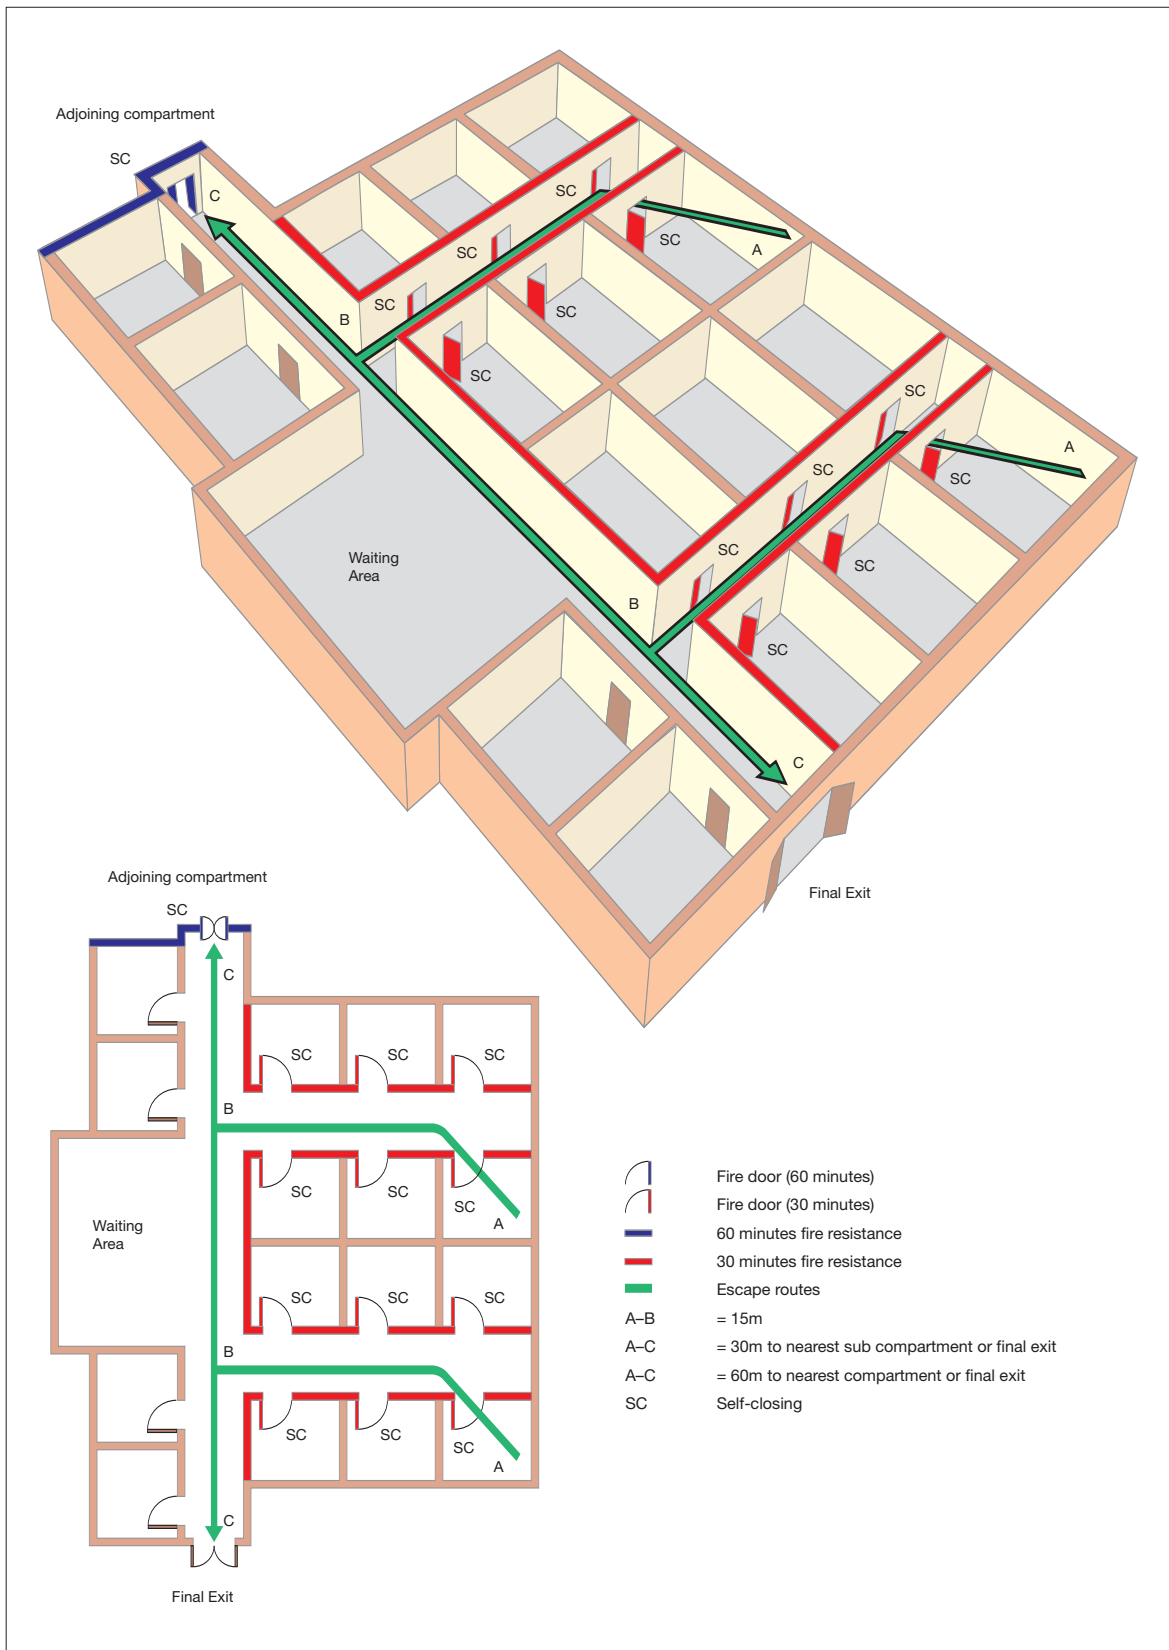 Adjoining compartment
SC
C
SC
SC
A
SC
SC
SC
B
SC
SC
A
SC
SC
Waiting
Area
SC
SC
B
SC
C
Final Exit
Adjoining compartment
SC
C
SC
SC
SC
B
SC
SC
SC
A
Waiting
Area
SC
SC
SC
B
SC
SC
SC
A
C
Final Exit
Fire door (60 minutes)
Fire door (30 minutes)
60 minutes fire resistance
30 minutes fire resistance
Escape routes
A–B = 15m
A–C = 30m to nearest sub compartment or final exit
A–C = 60m to nearest compartment or final exit
SC Self-closing